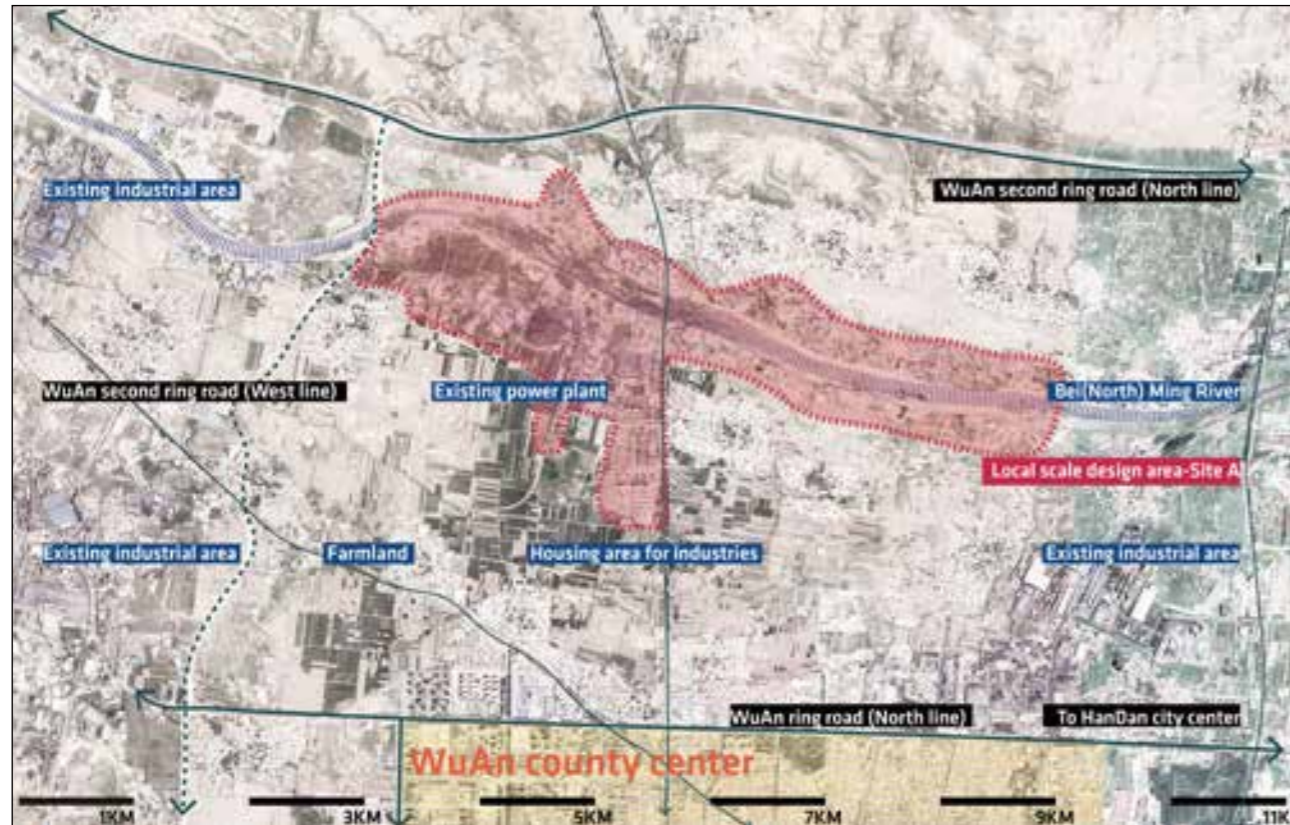 Existing industrial area
WuAn second ring road (North line)
WuAn second ring road (West line)
Existing power plant
Bei(North) Ming River
Local scale design area-Site A
Existing industrial area
Farmland
Housing area for industries
Existing industrial area
WuAn ring road (North line)
To HanDan city center
WuAn county center
1KM
3KM
5KM
7KM
9KM
11KM